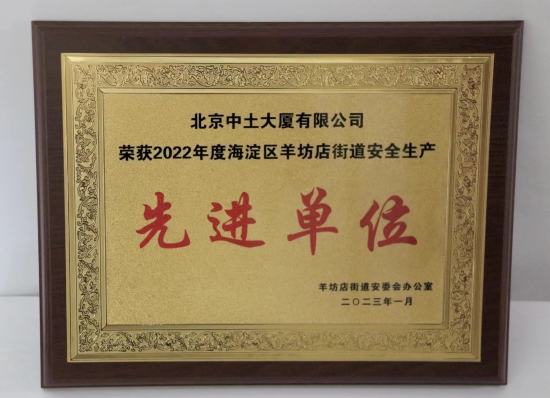 北京中土大厦有限公司
荣获2022年度海淀区羊坊店街道安全生产
先进单位
羊坊店街道安委会办公室
二〇二三年一月